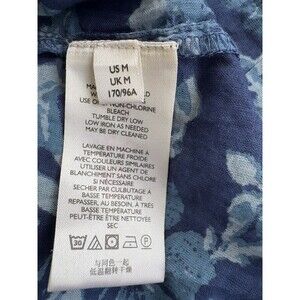 US M
UK M
170/96A
USE ONLY NON-CHLORINE
BLEACH
TUMBLE DRY LOW
LOW IRON AS NEEDED
MAY BE DRY CLEANED
LAVAGE EN MACHINE A
TEMPÉRATURE FROIDE
AVEC COULEURS SIMILAIRES
UTILISER UN AGENT DE
BLANCHIMENT SANS CHLORE
SI NÉCESSAIRE
SÉCHER PAR CULBUTAGE A
BASSE TEMPÉRATURE
REPASSER, AU BESOIN, A
BASSE TEMPÉRATURE
PEUT-ÊTRE ÊTRE NETTOYÉE
SEC
30
与同色一起
低温翻转干燥